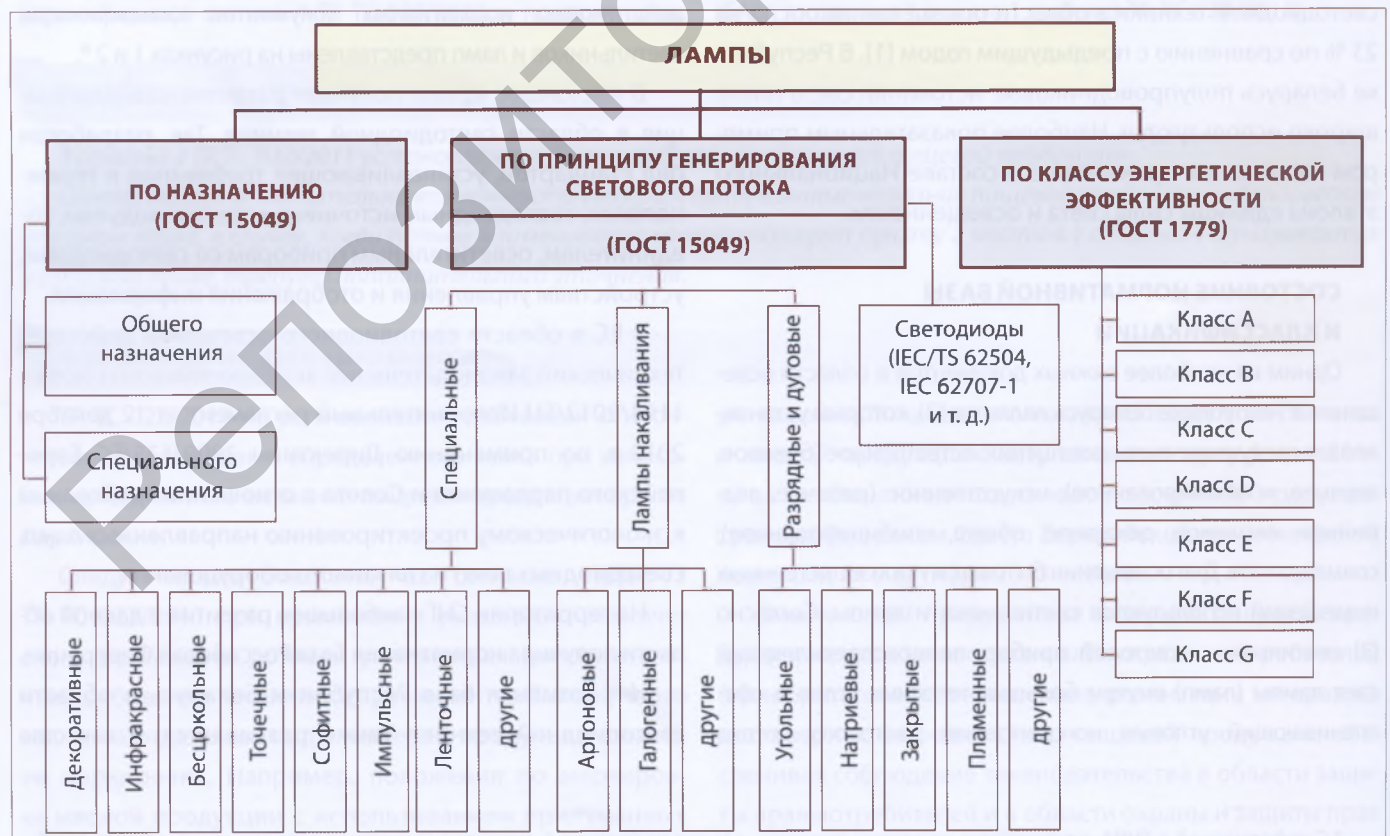 ЛАМПЫ
ПО НАЗНАЧЕНИЮ
(ГОСТ 15049)
ПО ПРИНЦИПУ ГЕНЕРИРОВАНИЯ
СВЕТОВОГО ПОТОКА
(ГОСТ 15049)
ПО КЛАССУ ЭНЕРГЕТИЧЕСКОЙ
ЭФФЕКТИВНОСТИ
(ГОСТ 1779)
Общего
назначения
Специального
назначения
Специальные
Лампы накаливания
Разрядные и дуговые
Светодиоды
(IEC/TS 62504,
IEC 62707-1
и т. д.)
Класс A
Класс B
Класс C
Класс D
Класс E
Класс F
Класс G
Декоративные
Инфракрасные
Бесцокольные
Точечные
Софитные
Импульсные
Ленточные
Другие
Аргоновые
Галогенные
Другие
Угольные
Натриевые
Закрытые
Пламенные
Другие
РЕПОЗИТО